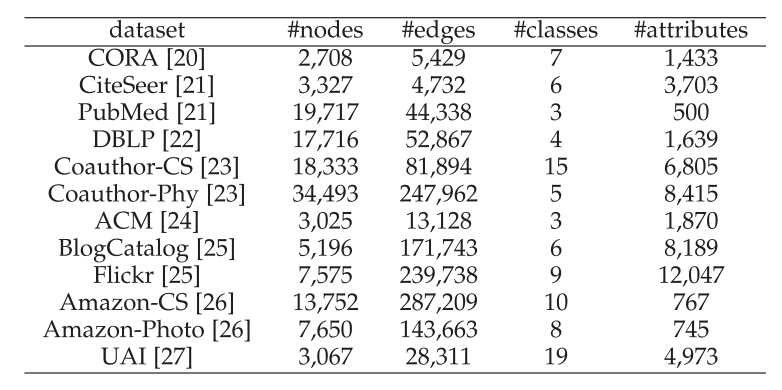 dataset #nodes #edges #classes #attributes
CORA [20] 2,708 5,429 7 1,433
CiteSeer [21] 3,327 4,732 6 3,703
PubMed [21] 19,717 44,338 3 500
DBLP [22] 17,716 52,867 4 1,639
Coauthor-CS [23] 18,333 81,894 15 6,805
Coauthor-Phy [23] 34,493 247,962 5 8,415
ACM [24] 3,025 13,128 3 1,870
BlogCatalog [25] 5,196 171,743 6 8,189
Flickr [25] 7,575 239,738 9 12,047
Amazon-CS [26] 13,752 287,209 10 767
Amazon-Photo [26] 7,650 143,663 8 745
UAI [27] 3,067 28,311 19 4,973